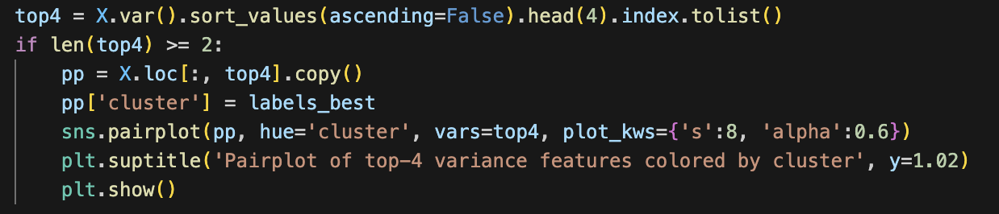 top4 = X.var().sort_values(ascending=False).head(4).index.tolist()
if len(top4) >= 2:
    pp = X.loc[:, top4].copy()
    pp['cluster'] = labels_best
    sns.pairplot(pp, hue='cluster', vars=top4, plot_kws={'s':8, 'alpha':0.6})
    plt.suptitle('Pairplot of top-4 variance features colored by cluster', y=1.02)
    plt.show()